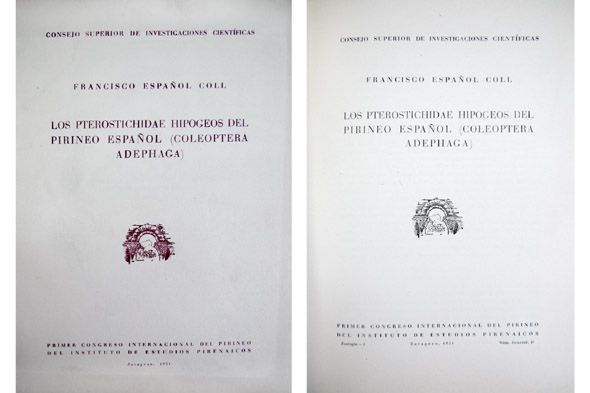 CONSEJO SUPERIOR DE INVESTIGACIONES CIENTÍFICAS
FRANCISCO ESPAÑOL COLL
LOS PTEROSTICHIDAE HIPOGEOS DEL
PIRINEO ESPAÑOL (COLEOPTERA
ADEPHAGA)
PRIMER CONGRESO INTERNACIONAL DEL PIRINEO
DEL INSTITUTO DE ESTUDIOS PIRENAICOS
Zaragoza, 1951
CONSEJO SUPERIOR DE INVESTIGACIONES CIENTÍFICAS
FRANCISCO ESPAÑOL COLL
LOS PTEROSTICHIDAE HIPOGEOS DEL
PIRINEO ESPAÑOL (COLEOPTERA
ADEPHAGA)
PRIMER CONGRESO INTERNACIONAL DEL PIRINEO
DEL INSTITUTO DE ESTUDIOS PIRENAICOS
Zaragoza, 1951